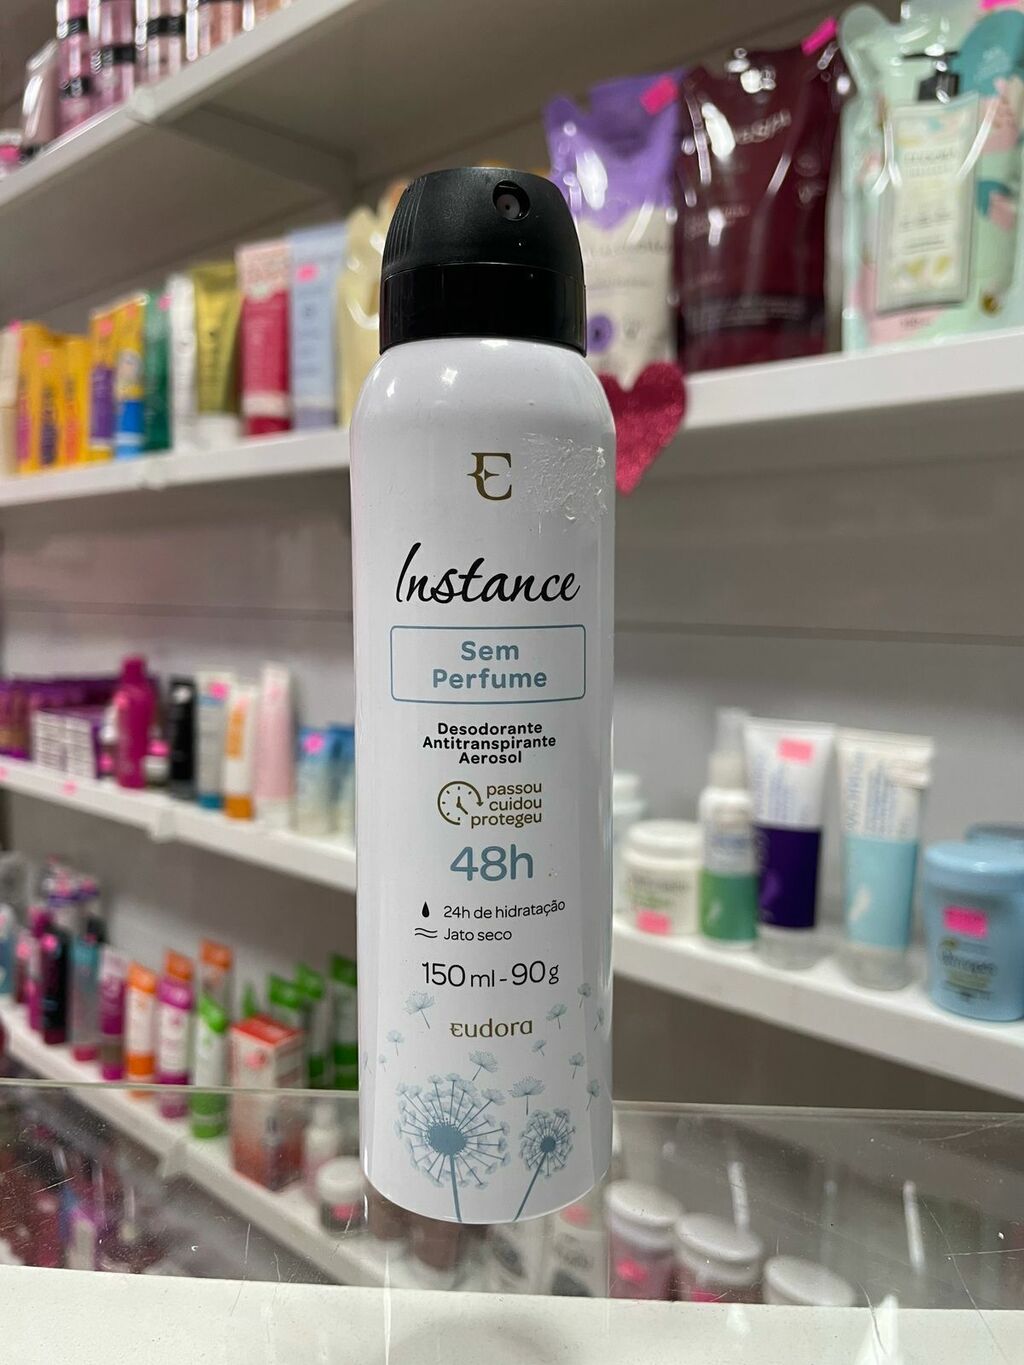 E
Instance
Sem
Perfume
Desodorante
Antitranspirante
Aerosol
passou
cuidou
protegeu
48h
24h de hidratação
Jato seco
150 ml - 90 g
eudora